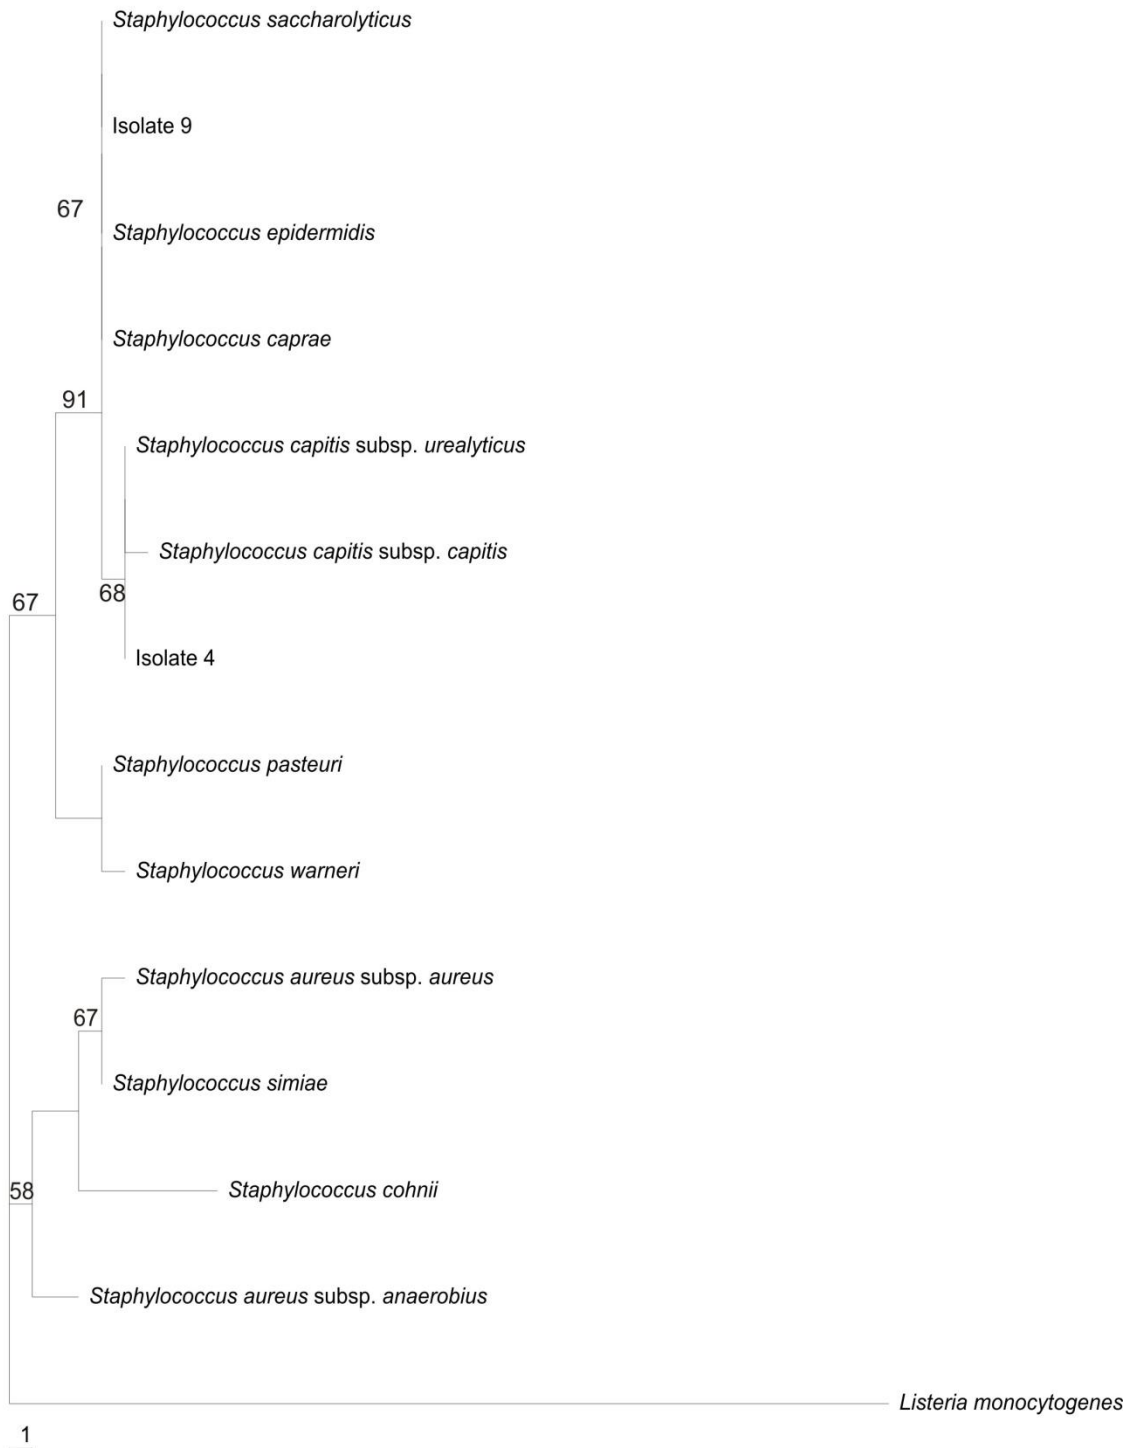 Staphylococcus saccharolyticus
Isolate 9
67
Staphylococcus epidermidis
Staphylococcus caprae
91
Staphylococcus capitis subsp. urealyticus
Staphylococcus capitis subsp. capitis
68
67
Isolate 4
Staphylococcus pasteuri
Staphylococcus warneri
Staphylococcus aureus subsp. aureus
67
Staphylococcus simiae
58
Staphylococcus cohnii
Staphylococcus aureus subsp. anaerobius
Listeria monocytogenes
1